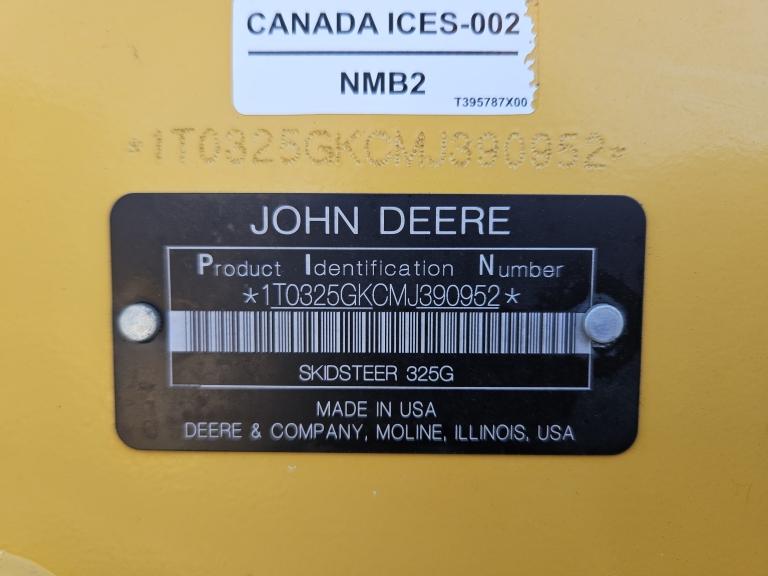 CANADA ICES-002
NMB2
T395787X00
*1T0325GKCMJ390952*
JOHN DEERE
Product Identification Number
*1T0325GKCMJ390952*
SKIDSTEER 325G
MADE IN USA
DEERE & COMPANY, MOLINE, ILLINOIS, USA